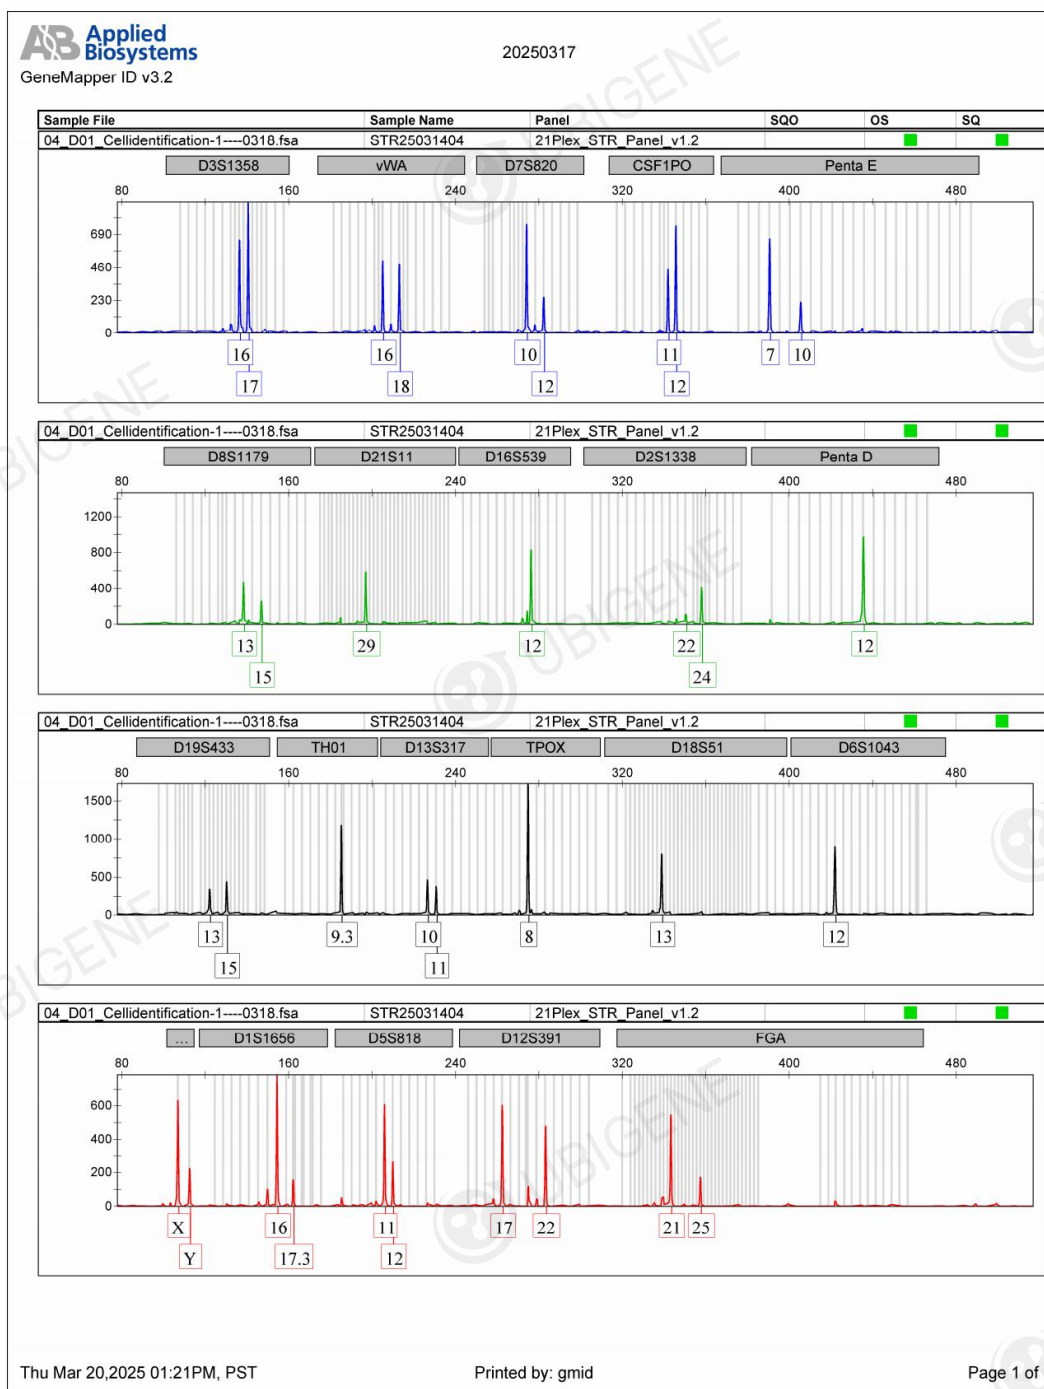 Applied
Biosystems
GeneMapper ID v3.2
20250317
Sample File Sample Name Panel SQO OS SQ
04_D01_Cellidentification-1----0318.fsa STR25031404 21Plex_STR_Panel_v1.2
D3S1358 vWA D7S820 CSF1PO Penta E
80 160 240 320 400 480
690
460
230
0
16 16 10 11 7 10
17 18 12 12
04_D01_Cellidentification-1----0318.fsa STR25031404 21Plex_STR_Panel_v1.2
D8S1179 D21S11 D16S539 D2S1338 Penta D
80 160 240 320 400 480
1200
800
400
0
13 29 12 22 12
15 24
04_D01_Cellidentification-1----0318.fsa STR25031404 21Plex_STR_Panel_v1.2
D19S433 TH01 D13S317 TPOX D18S51 D6S1043
80 160 240 320 400 480
1500
1000
500
0
13 9.3 10 8 13 12
15 11
04_D01_Cellidentification-1----0318.fsa STR25031404 21Plex_STR_Panel_v1.2
... D1S1656 D5S818 D12S391 FGA
80 160 240 320 400 480
600
400
200
0
X 16 11 17 22 21 25
Y 17.3 12
Thu Mar 20,2025 01:21PM, PST Printed by: gmid Page 1 of
UBIGENE
UBIGENE
UBIGENE
UBIGENE
UBIGENE